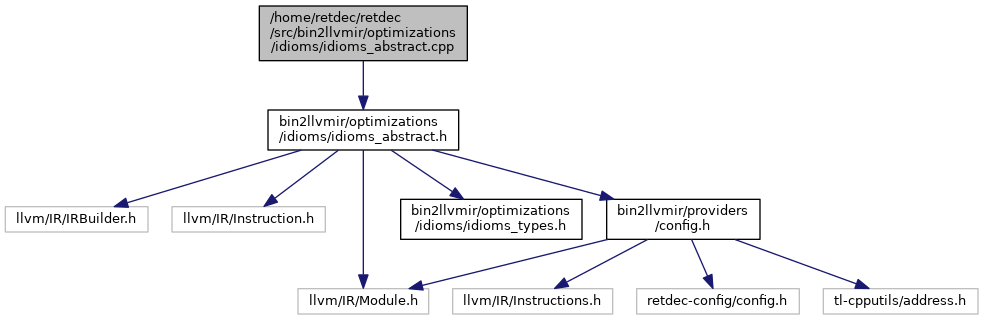 /home/retdec/retdec
/src/bin2llvmir/optimizations
/idioms/idioms_abstract.cpp
bin2llvmir/optimizations
/idioms/idioms_abstract.h
llvm/IR/IRBuilder.h
llvm/IR/Instruction.h
bin2llvmir/optimizations
/idioms/idioms_types.h
bin2llvmir/providers
/config.h
llvm/IR/Module.h
llvm/IR/Instructions.h
retdec-config/config.h
tl-cpputils/address.h